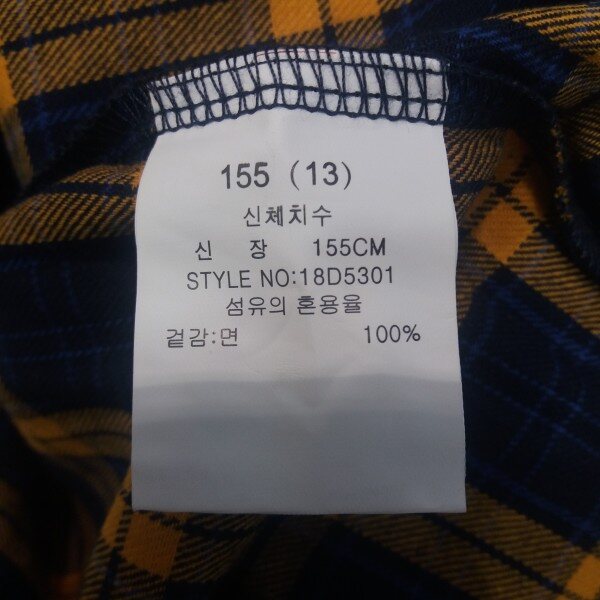 155 (13)
신체치수
신 장 155CM
STYLE NO:18D5301
섬유의 혼용율
겉감:면 100%